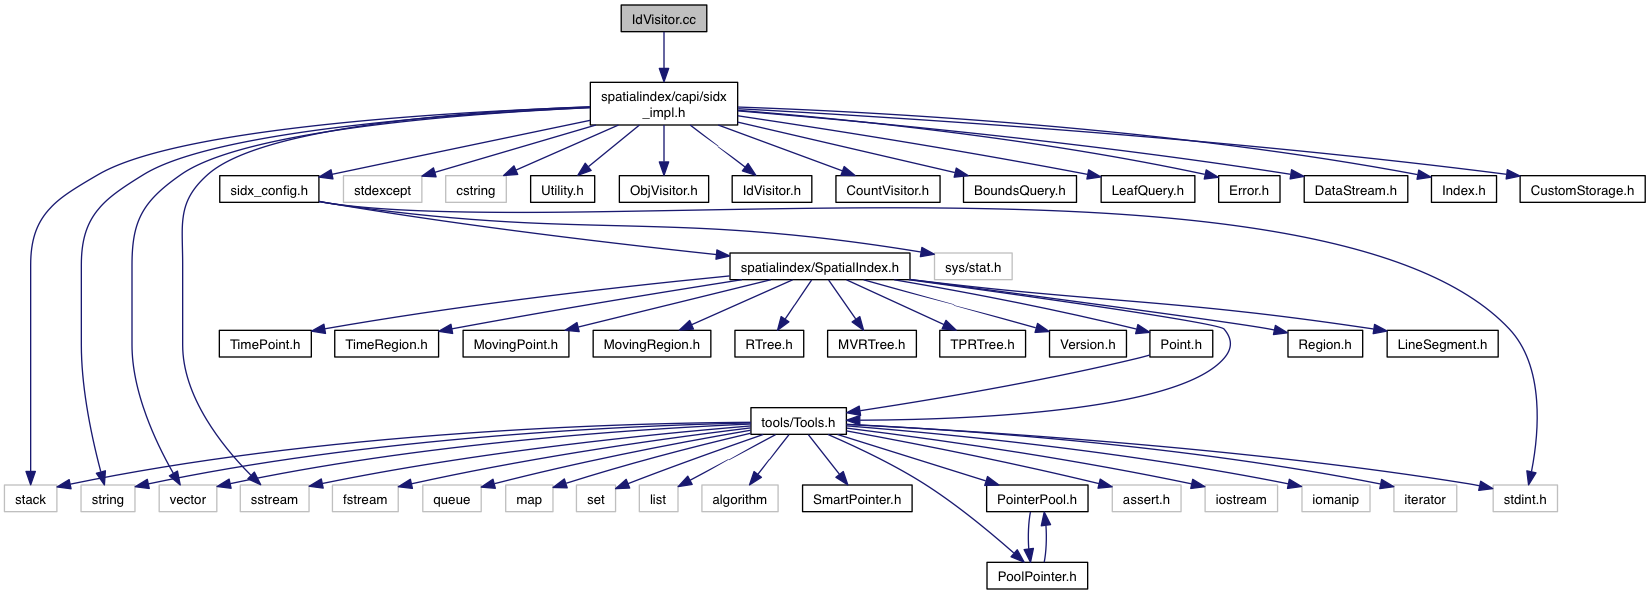 IdVisitor.cc
spatialindex/capi/sidx
_impl.h
sidx_config.h
stdexcept
cstring
Utility.h
ObjVisitor.h
IdVisitor.h
CountVisitor.h
BoundsQuery.h
LeafQuery.h
Error.h
DataStream.h
Index.h
CustomStorage.h
spatialindex/SpatialIndex.h
sys/stat.h
TimePoint.h
TimeRegion.h
MovingPoint.h
MovingRegion.h
RTree.h
MVRTree.h
TPRTree.h
Version.h
Point.h
Region.h
LineSegment.h
tools/Tools.h
stack
string
vector
sstream
fstream
queue
map
set
list
algorithm
SmartPointer.h
PointerPool.h
assert.h
iostream
iomanip
iterator
stdint.h
PoolPointer.h